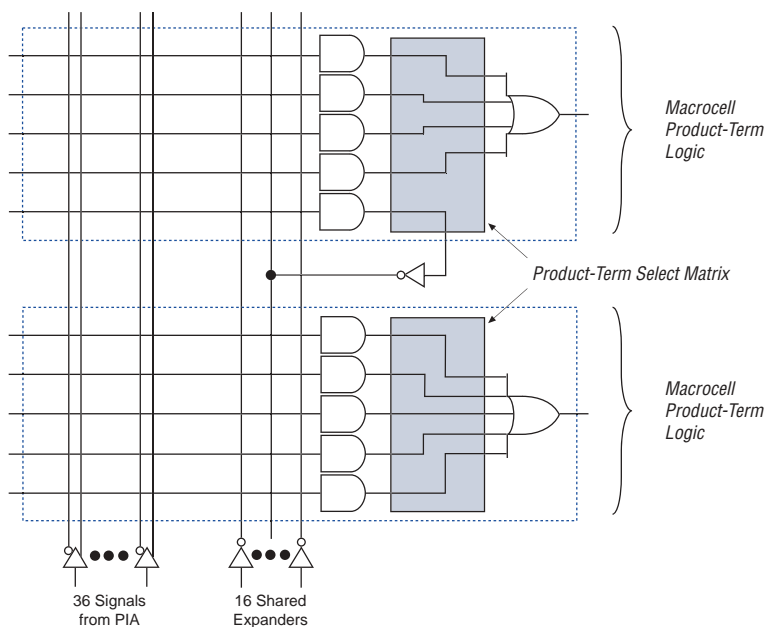 Macrocell
Product-Term
Logic
Product-Term Select Matrix
Macrocell
Product-Term
Logic
36 Signals
from PIA
16 Shared
Expanders